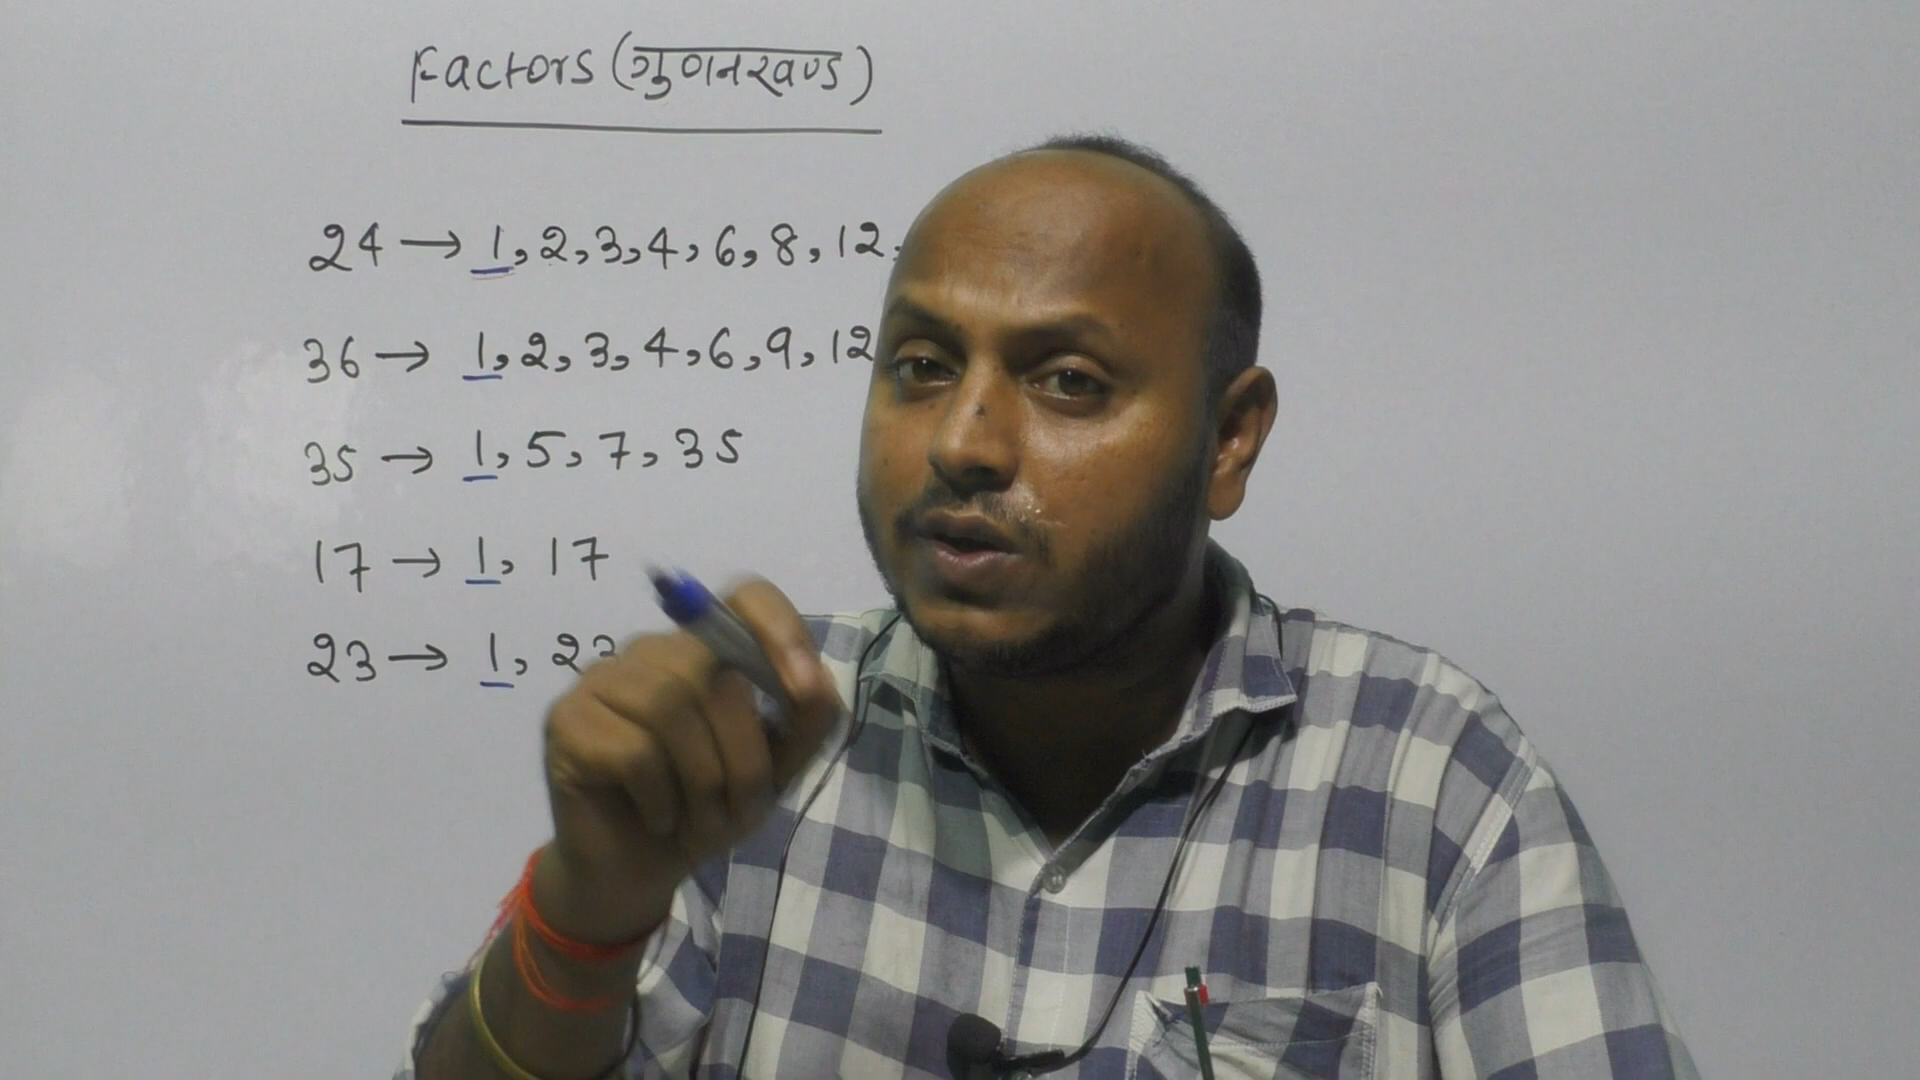 Factors (गुणनखण्ड)
24 → 1, 2, 3, 4, 6, 8, 12,
36 → 1, 2, 3, 4, 6, 9, 12
35 → 1, 5, 7, 35
17 → 1, 17
23 → 1, 23